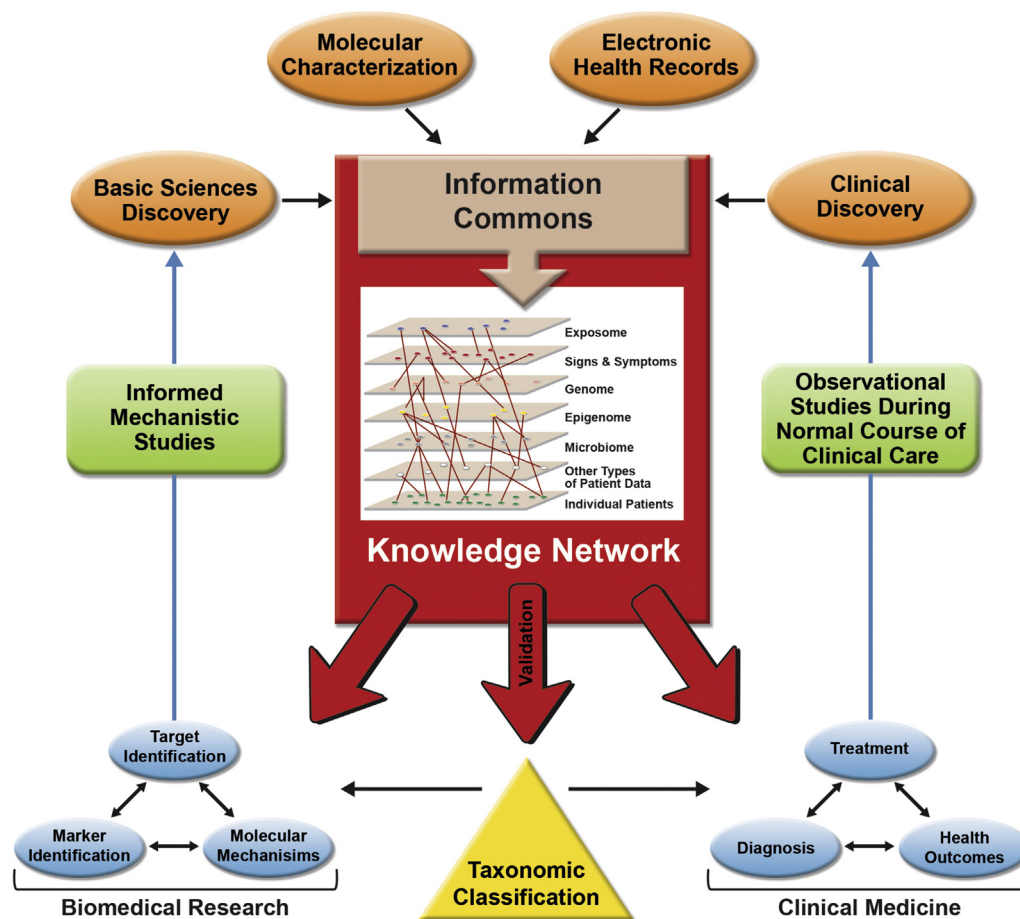 Molecular
Characterization
Electronic
Health Records
Basic Sciences
Discovery
Information
Commons
Clinical
Discovery
Exposome
Signs & Symptoms
Genome
Epigenome
Microbiome
Other Types
of Patient Data
Individual Patients
Informed
Mechanistic
Studies
Observational
Studies During
Normal Course of
Clinical Care
Knowledge Network
Validation
Target
Identification
Marker
Identification
Molecular
Mechanisims
Biomedical Research
Taxonomic
Classification
Treatment
Diagnosis
Health
Outcomes
Clinical Medicine